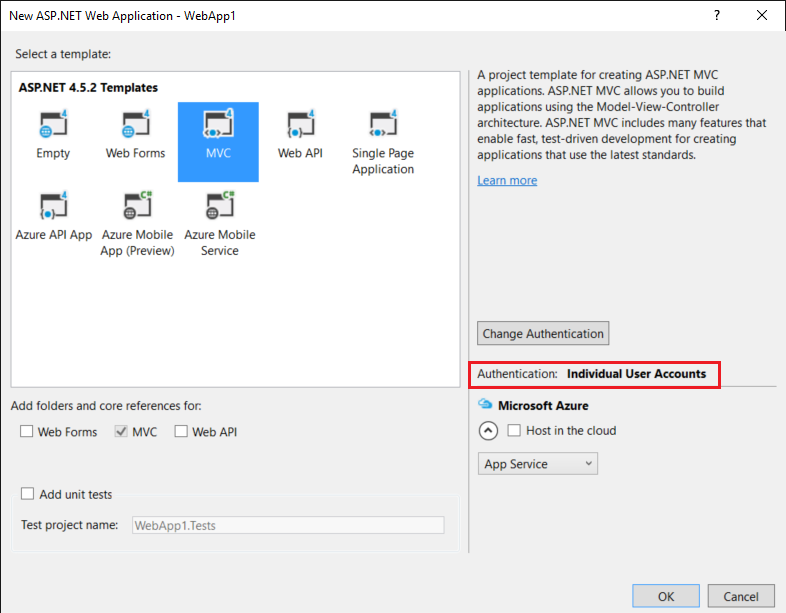 New ASP.NET Web Application - WebApp1
?
Select a template:
ASP.NET 4.5.2 Templates
Empty
Web Forms
MVC
Web API
Single Page
Application
Azure API App
Azure Mobile
App (Preview)
Azure Mobile
Service
A project template for creating ASP.NET MVC
applications. ASP.NET MVC allows you to build
applications using the Model-View-Controller
architecture. ASP.NET MVC includes many features that
enable fast, test-driven development for creating
applications that use the latest standards.
Learn more
Change Authentication
Authentication: Individual User Accounts
Microsoft Azure
Host in the cloud
App Service
Add folders and core references for:
Web Forms MVC Web API
Add unit tests
Test project name: WebApp1.Tests
OK
Cancel